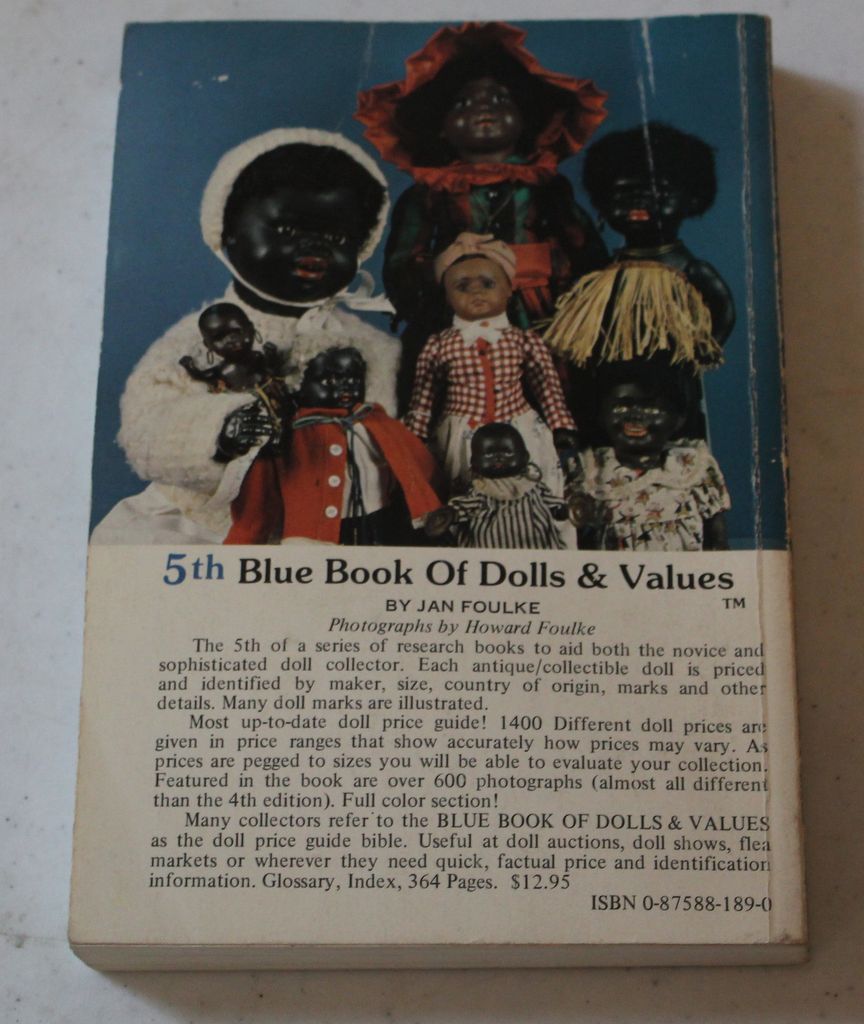 5th Blue Book Of Dolls & Values
TM
BY JAN FOULKE
Photographs by Howard Foulke
The 5th of a series of research books to aid both the novice and
sophisticated doll collector. Each antique/collectible doll is priced
and identified by maker, size, country of origin, marks and other
details. Many doll marks are illustrated.
Most up-to-date doll price guide! 1400 Different doll prices are
given in price ranges that show accurately how prices may vary. As
prices are pegged to sizes you will be able to evaluate your collection.
Featured in the book are over 600 photographs (almost all different
than the 4th edition). Full color section!
Many collectors refer to the BLUE BOOK OF DOLLS & VALUES
as the doll price guide bible. Useful at doll auctions, doll shows, flea
markets or wherever they need quick, factual price and identification
information. Glossary, Index, 364 Pages. $12.95
ISBN 0-87588-189-0